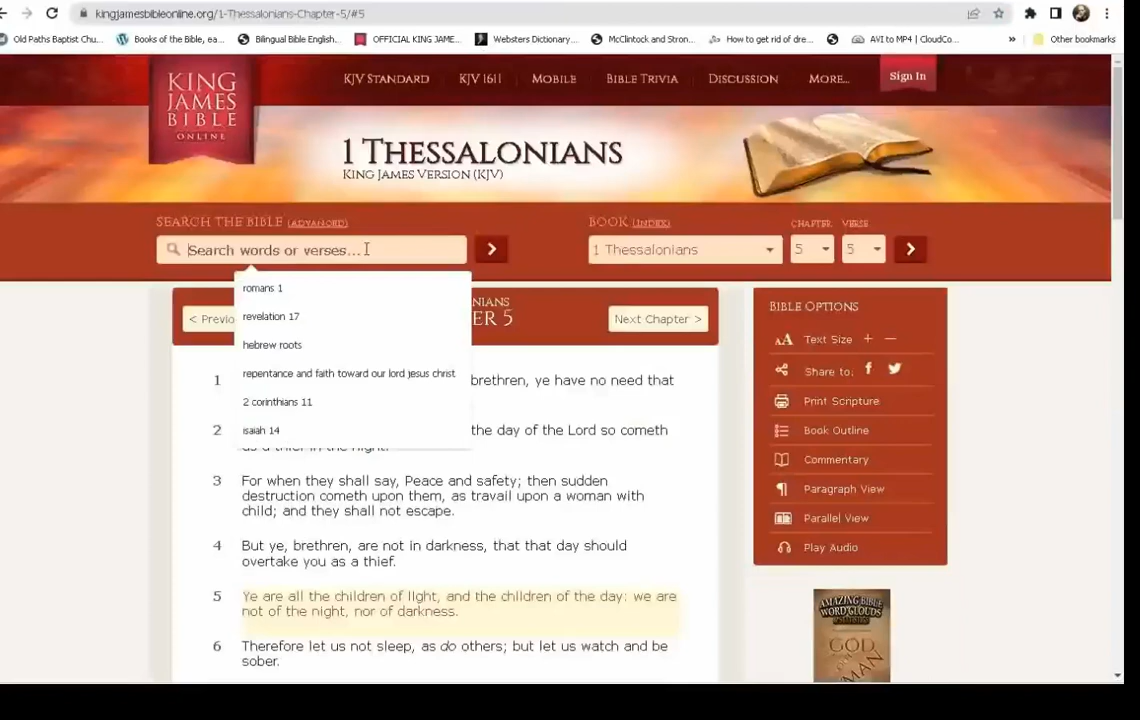 kingjamesbibleonline.org/1-Thessalonians-Chapter-5/#5
Old Paths Baptist Chu...
Books of the Bible, ea...
Bilingual Bible English...
OFFICIAL KING JAME...
Websters Dictionary...
McClintock and Stron...
How to get rid of dre...
AVI to MP4 | CloudCo...
»
Other bookmarks
KING
JAMES
BIBLE
ONLINE
KJV STANDARD
KJV 1611
MOBILE
BIBLE TRIVIA
DISCUSSION
MORE...
Sign In
1 THESSALONIANS
KING JAMES VERSION (KJV)
SEARCH THE BIBLE (ADVANCED)
BOOK (INDEX)
CHAPTER
VERSE
Search words or verses...
1 Thessalonians
5
5
romans 1
revelation 17
hebrew roots
repentance and faith toward our lord jesus christ
2 corinthians 11
isaiah 14
< Previo
NIANS
ER 5
Next Chapter >
1 brethren, ye have no need that
2 the day of the Lord so cometh
as a thief in the night.
3 For when they shall say, Peace and safety; then sudden
destruction cometh upon them, as travail upon a woman with
child; and they shall not escape.
4 But ye, brethren, are not in darkness, that that day should
overtake you as a thief.
5 Ye are all the children of light, and the children of the day: we are
not of the night, nor of darkness.
6 Therefore let us not sleep, as do others; but let us watch and be
sober.
BIBLE OPTIONS
AA Text Size + −
Share to:
Print Scripture
Book Outline
Commentary
Paragraph View
Parallel View
Play Audio
AMAZING BIBLE
WORD CLOUDS
GOD
MAN